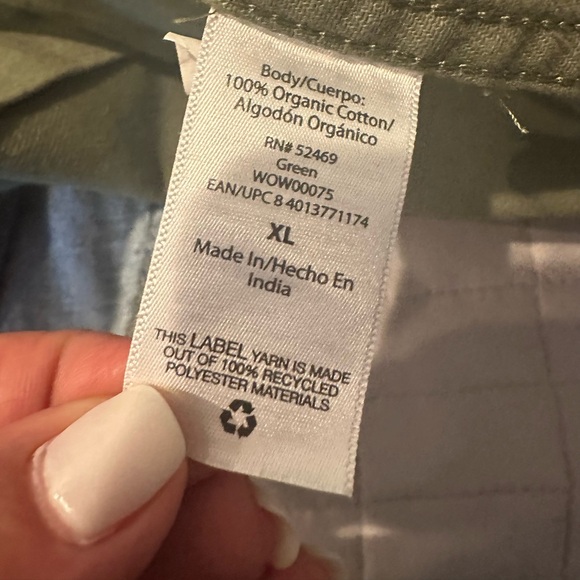 Body/Cuerpo:
100% Organic Cotton/
Algodón Orgánico
RN# 52469
Green
WOW00075
EAN/UPC 8 4013771174
XL
Made In/Hecho En
India
THIS LABEL YARN IS MADE
OUT OF 100% RECYCLED
POLYESTER MATERIALS